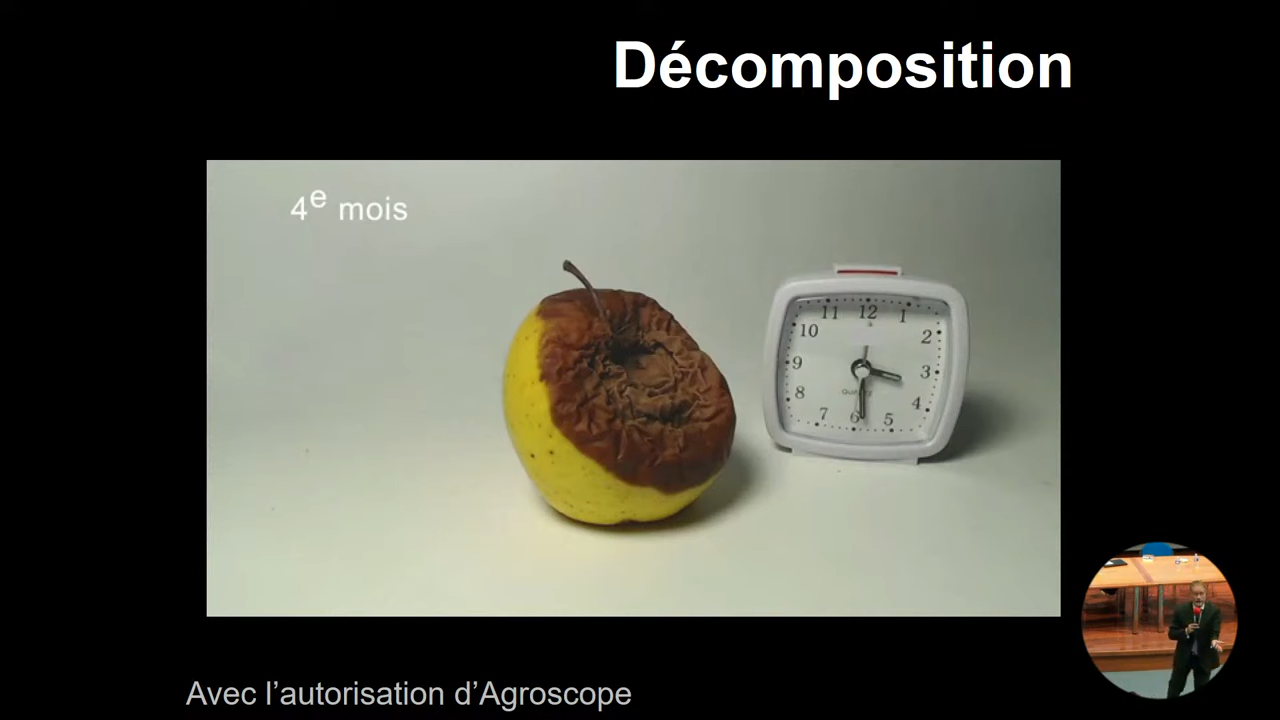 Décomposition
4e mois
11 12 1
10 2
9 3
8 4
7 6 5
Avec l’autorisation d’Agroscope